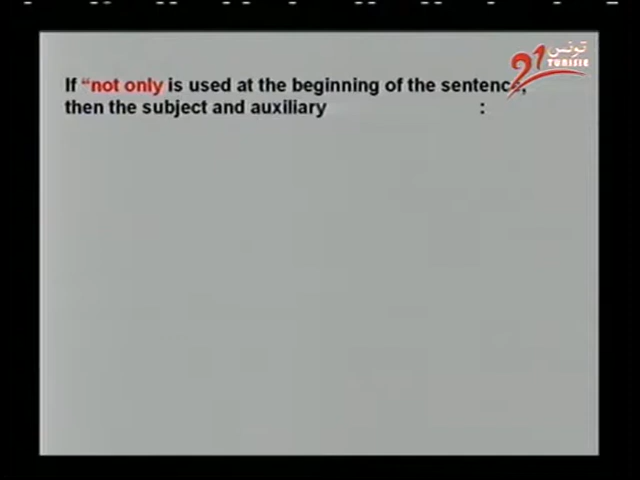 تونس
21
TUNISIE
If “not only is used at the beginning of the sentence,
then the subject and auxiliary :